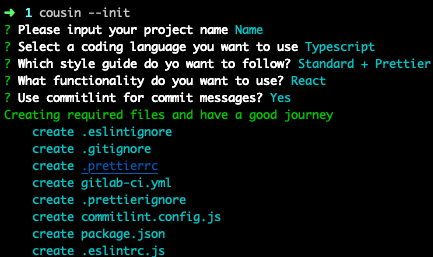 ➜ 1 cousin --init
? Please input your project name Name
? Select a coding language you want to use Typescript
? Which style guide do yo want to follow? Standard + Prettier
? What functionality do you want to use? React
? Use commitlint for commit messages? Yes
Creating required files and have a good journey
create .eslintignore
create .gitignore
create .prettierrc
create gitlab-ci.yml
create .prettierignore
create commitlint.config.js
create package.json
create .eslintrc.js